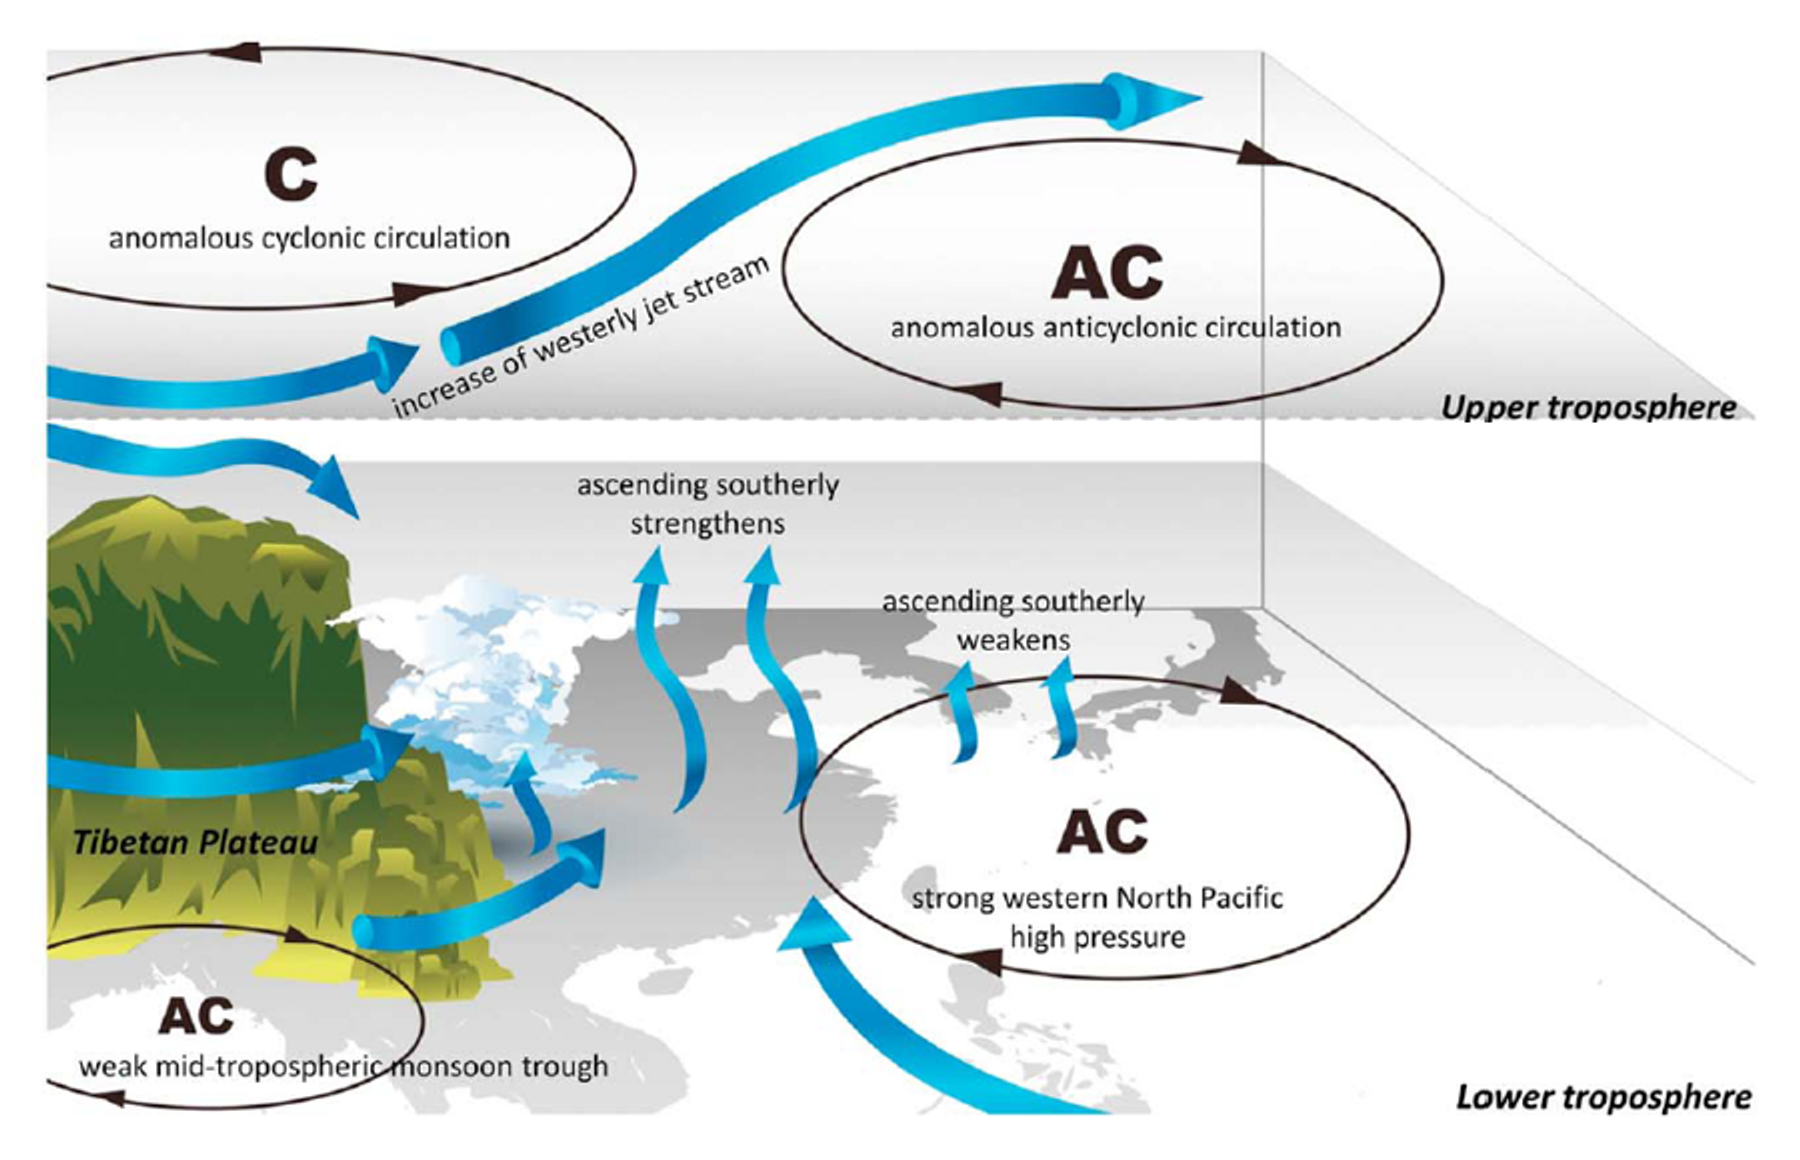 C
anomalous cyclonic circulation
increase of westerly jet stream
AC
anomalous anticyclonic circulation
Upper troposphere
ascending southerly
strengthens
ascending southerly
weakens
Tibetan Plateau
AC
strong western North Pacific
high pressure
AC
weak mid-tropospheric monsoon trough
Lower troposphere